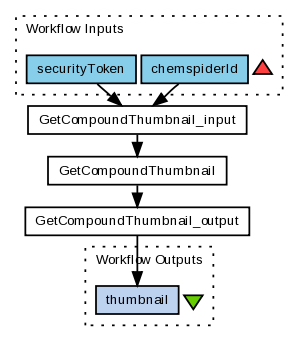 Workflow Inputs
securityToken
chemspiderId
GetCompoundThumbnail_input
GetCompoundThumbnail
GetCompoundThumbnail_output
Workflow Outputs
thumbnail